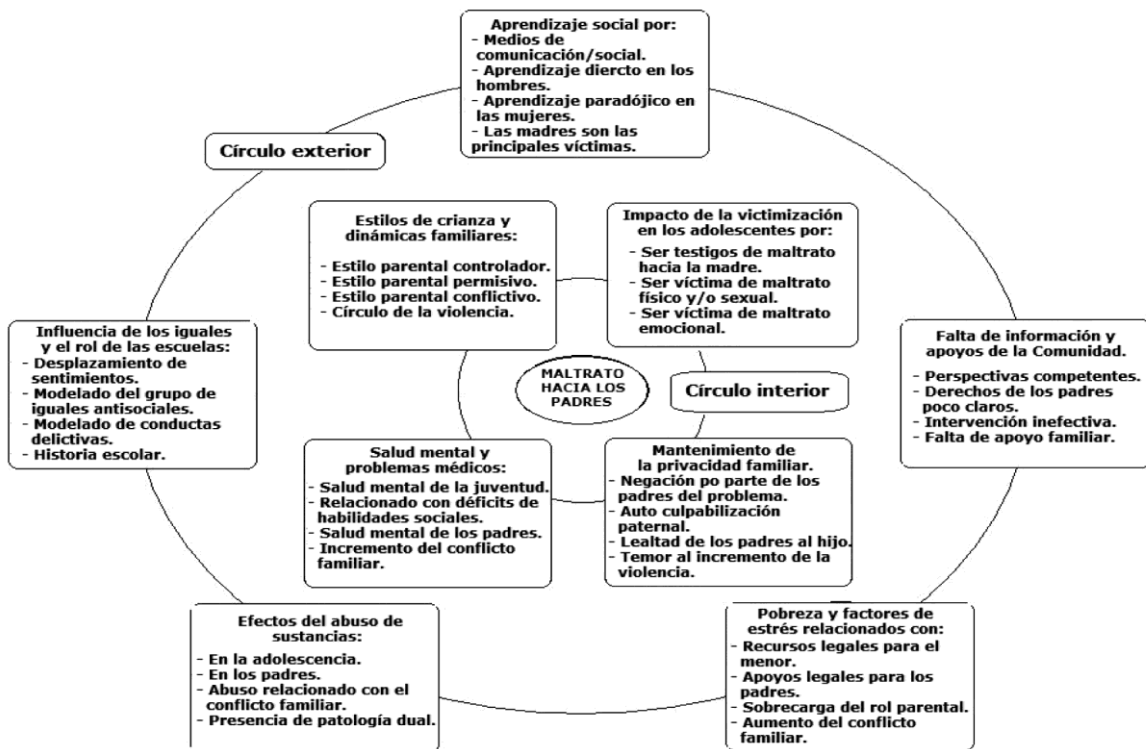 Aprendizaje social por:
- Medios de
comunicación/social.
- Aprendizaje diercto en los
hombres.
- Aprendizaje paradójico en
las mujeres.
- Las madres son las
principales víctimas.
Círculo exterior
Estilos de crianza y
dinámicas familiares:
- Estilo parental controlador.
- Estilo parental permisivo.
- Estilo parental conflictivo.
- Círculo de la violencia.
Impacto de la victimización
en los adolescentes por:
- Ser testigos de maltrato
hacia la madre.
- Ser víctima de maltrato
físico y/o sexual.
- Ser víctima de maltrato
emocional.
Influencia de los iguales
y el rol de las escuelas:
- Desplazamiento de
sentimientos.
- Modelado del grupo de
iguales antisociales.
- Modelado de conductas
delictivas.
- Historia escolar.
MALTRATO
HACIA LOS
PADRES
Círculo interior
Falta de información y
apoyos de la Comunidad.
- Perspectivas competentes.
- Derechos de los padres
poco claros.
- Intervención inefectiva.
- Falta de apoyo familiar.
Salud mental y
problemas médicos:
- Salud mental de la juventud.
- Relacionado con déficits de
habilidades sociales.
- Salud mental de los padres.
- Incremento del conflicto
familiar.
Mantenimiento de
la privacidad familiar.
- Negación po parte de los
padres del problema.
- Auto culpabilización
paternal.
- Lealtad de los padres al hijo.
- Temor al incremento de la
violencia.
Efectos del abuso de
sustancias:
- En la adolescencia.
- En los padres.
- Abuso relacionado con el
conflicto familiar.
- Presencia de patología dual.
Pobreza y factores de
estrés relacionados con:
- Recursos legales para el
menor.
- Apoyos legales para los
padres.
- Sobrecarga del rol parental.
- Aumento del conflicto
familiar.